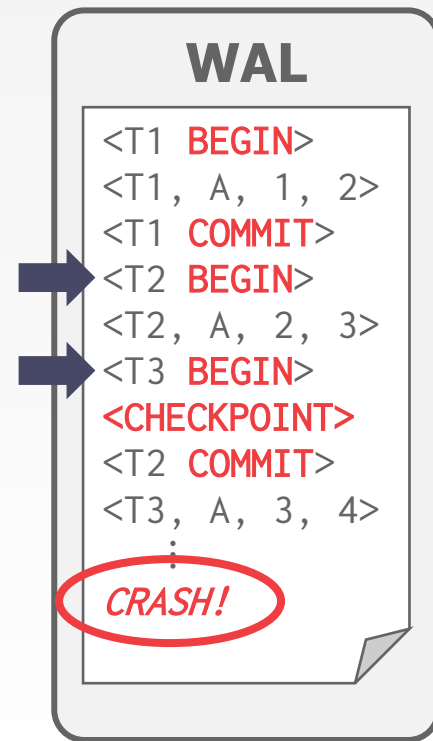 WAL
<T1 BEGIN>
<T1, A, 1, 2>
<T1 COMMIT>
<T2 BEGIN>
<T2, A, 2, 3>
<T3 BEGIN>
<CHECKPOINT>
<T2 COMMIT>
<T3, A, 3, 4>
⋮
CRASH!